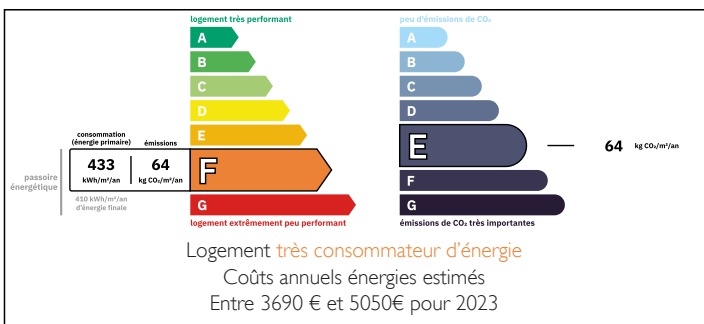 logement très performant
A
B
C
D
E
consommation
(énergie primaire)
émissions
433
kWh/m²/an
64
kg CO₂/m²/an
F
passoire
énergétique
410 kWh/m²/an
d'énergie finale
G
logement extrêmement peu performant
peu d'émissions de CO₂
A
B
C
D
E
64
kg CO₂/m²/an
F
G
émissions de CO₂ très importantes
Logement très consommateur d'énergie
Coûts annuels énergies estimés
Entre 3690 € et 5050€ pour 2023